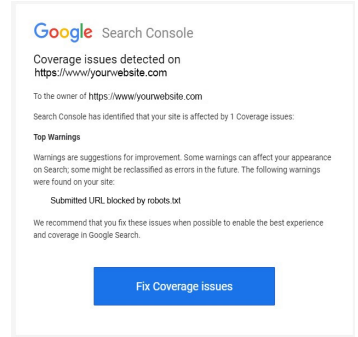 Google Search Console
Coverage issues detected on
https://www/yourwebsite.com
To the owner of https://www/yourwebsite.com
Search Console has identified that your site is affected by 1 Coverage issues:
Top Warnings
Warnings are suggestions for improvement. Some warnings can affect your appearance
on Search; some might be reclassified as errors in the future. The following warnings
were found on your site:
Submitted URL blocked by robots.txt
We recommend that you fix these issues when possible to enable the best experience
and coverage in Google Search.
Fix Coverage issues